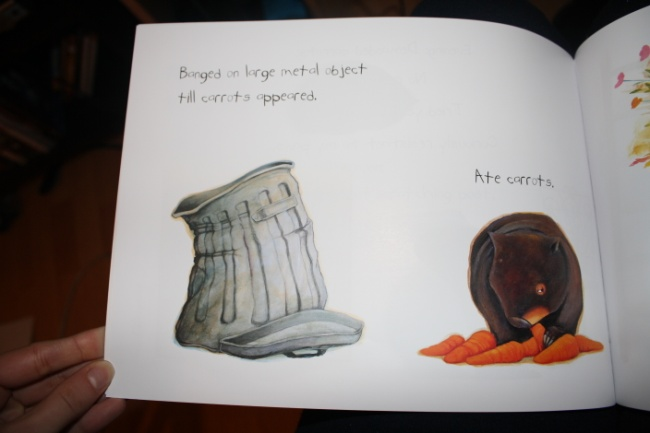 Banged on large metal object
till carrots appeared.
Ate carrots.